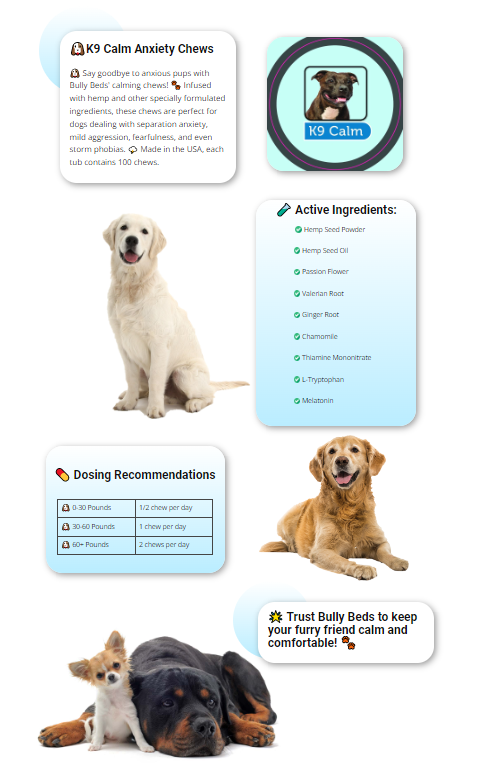 K9 Calm Anxiety Chews
Say goodbye to anxious pups with
Bully Beds' calming chews! Infused
with hemp and other specially formulated
ingredients, these chews are perfect for
dogs dealing with separation anxiety,
mild aggression, fearfulness, and even
storm phobias. Made in the USA, each
tub contains 100 chews.
K9 Calm
Active Ingredients:
Hemp Seed Powder
Hemp Seed Oil
Passion Flower
Valerian Root
Ginger Root
Chamomile
Thiamine Mononitrate
L-Tryptophan
Melatonin
Dosing Recommendations
0-30 Pounds 1/2 chew per day
30-60 Pounds 1 chew per day
60+ Pounds 2 chews per day
Trust Bully Beds to keep
your furry friend calm and
comfortable!